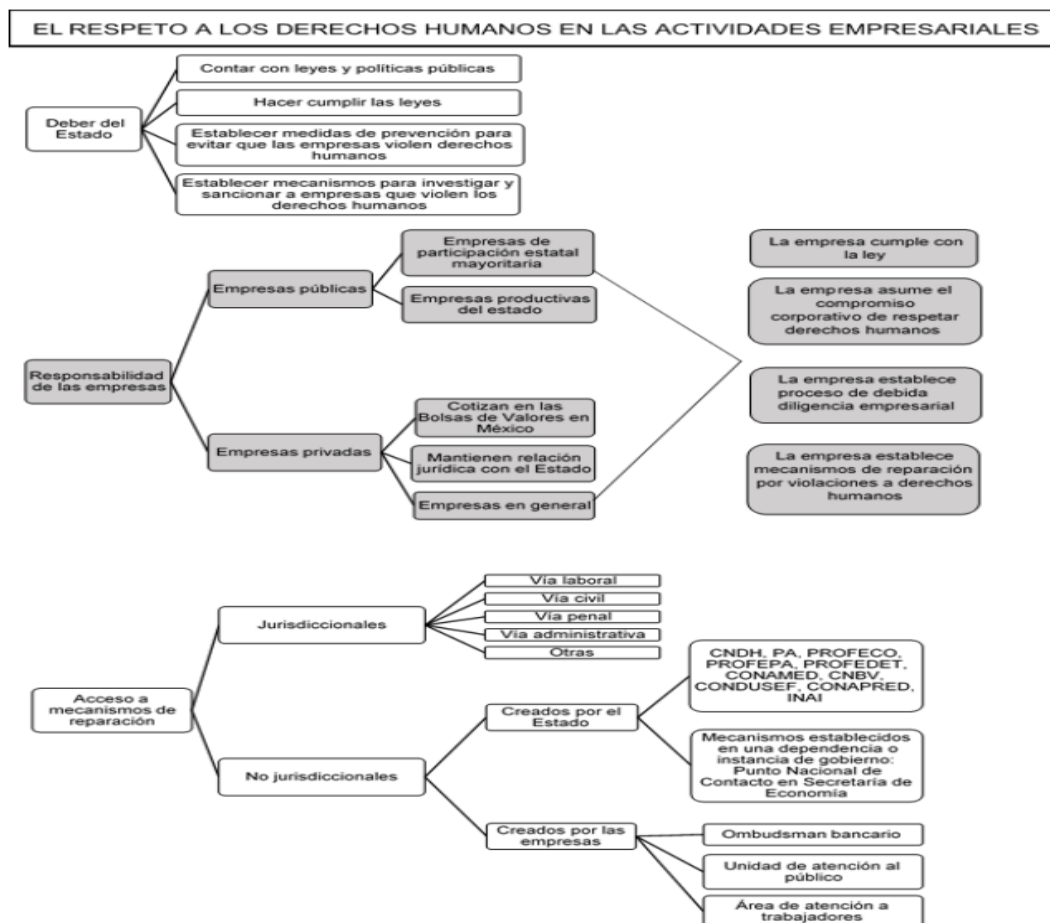 EL RESPETO A LOS DERECHOS HUMANOS EN LAS ACTIVIDADES EMPRESARIALES
Deber del
Estado
Contar con leyes y políticas públicas
Hacer cumplir las leyes
Establecer medidas de prevención para
evitar que las empresas violen derechos
humanos
Establecer mecanismos para investigar y
sancionar a empresas que violen los
derechos humanos
Responsabilidad
de las empresas
Empresas públicas
Empresas de
participación estatal
mayoritaria
Empresas productivas
del estado
Empresas privadas
Cotizan en las
Bolsas de Valores en
México
Mantienen relación
jurídica con el Estado
Empresas en general
La empresa cumple con
la ley
La empresa asume el
compromiso
corporativo de respetar
derechos humanos
La empresa establece
proceso de debida
diligencia empresarial
La empresa establece
mecanismos de reparación
por violaciones a derechos
humanos
Acceso a
mecanismos de
reparación
Jurisdiccionales
Vía laboral
Vía civil
Vía penal
Vía administrativa
Otras
No jurisdiccionales
Creados por el
Estado
CNDH, PA, PROFECO,
PROFEPA, PROFEDET,
CONAMED, CNBV,
CONDUSEF, CONAPRED,
INAI
Mecanismos establecidos
en una dependencia o
instancia de gobierno:
Punto Nacional de
Contacto en Secretaría de
Economía
Creados por las
empresas
Ombudsman bancario
Unidad de atención al
público
Área de atención a
trabajadores